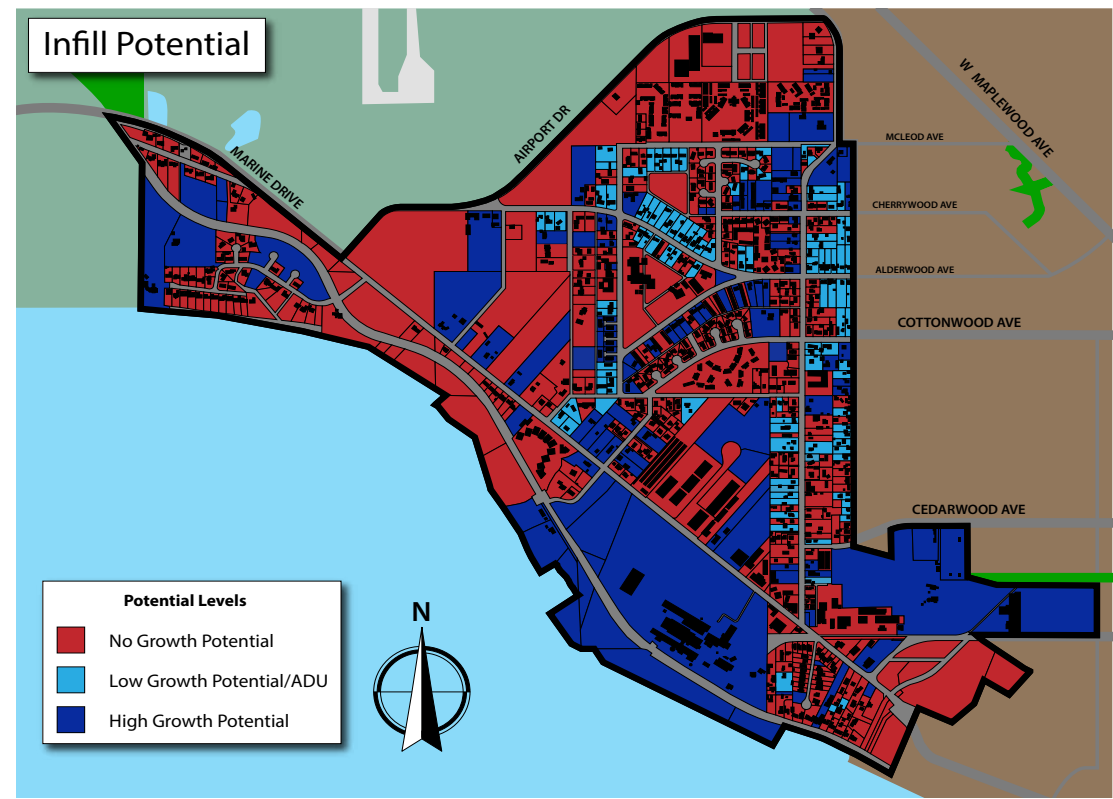 Infill Potential
W MAPLEWOOD AVE
AIRPORT DR
MCLEOD AVE
MARINE DRIVE
CHERRYWOOD AVE
ALDERWOOD AVE
COTTONWOOD AVE
CEDARWOOD AVE
Potential Levels
No Growth Potential
Low Growth Potential/ADU
High Growth Potential
N